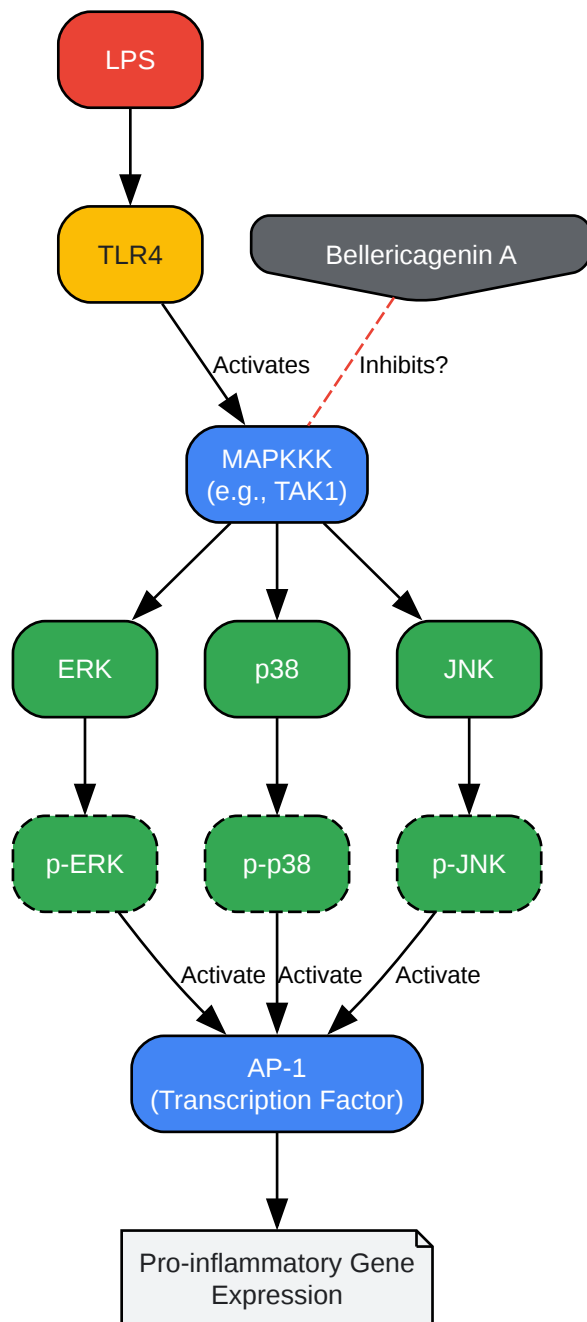 LPS
TLR4
Bellericagenin A
Activates
Inhibits?
MAPKKK
(e.g., TAK1)
ERK
p38
JNK
p-ERK
p-p38
p-JNK
Activate
Activate
Activate
AP-1
(Transcription Factor)
Pro-inflammatory Gene
Expression